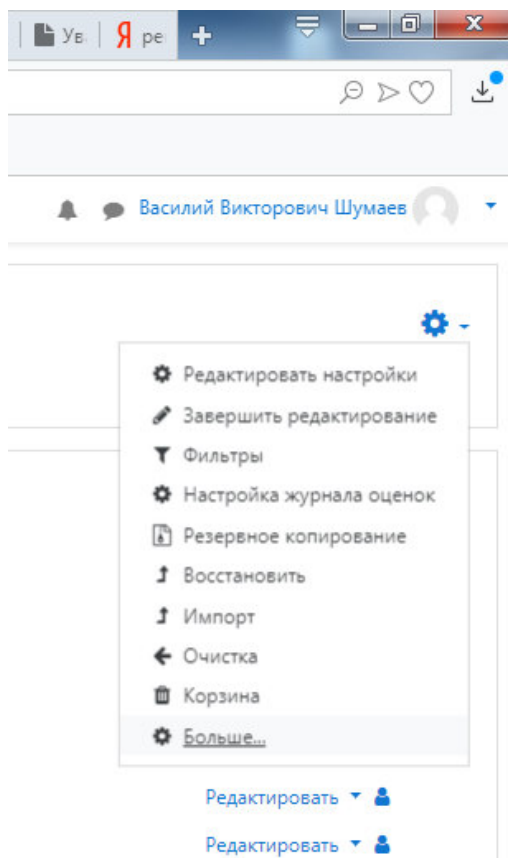 Ув
Я ре
Василий Викторович Шумаев
Редактировать настройки
Завершить редактирование
Фильтры
Настройка журнала оценок
Резервное копирование
Восстановить
Импорт
Очистка
Корзина
Больше...
Редактировать
Редактировать